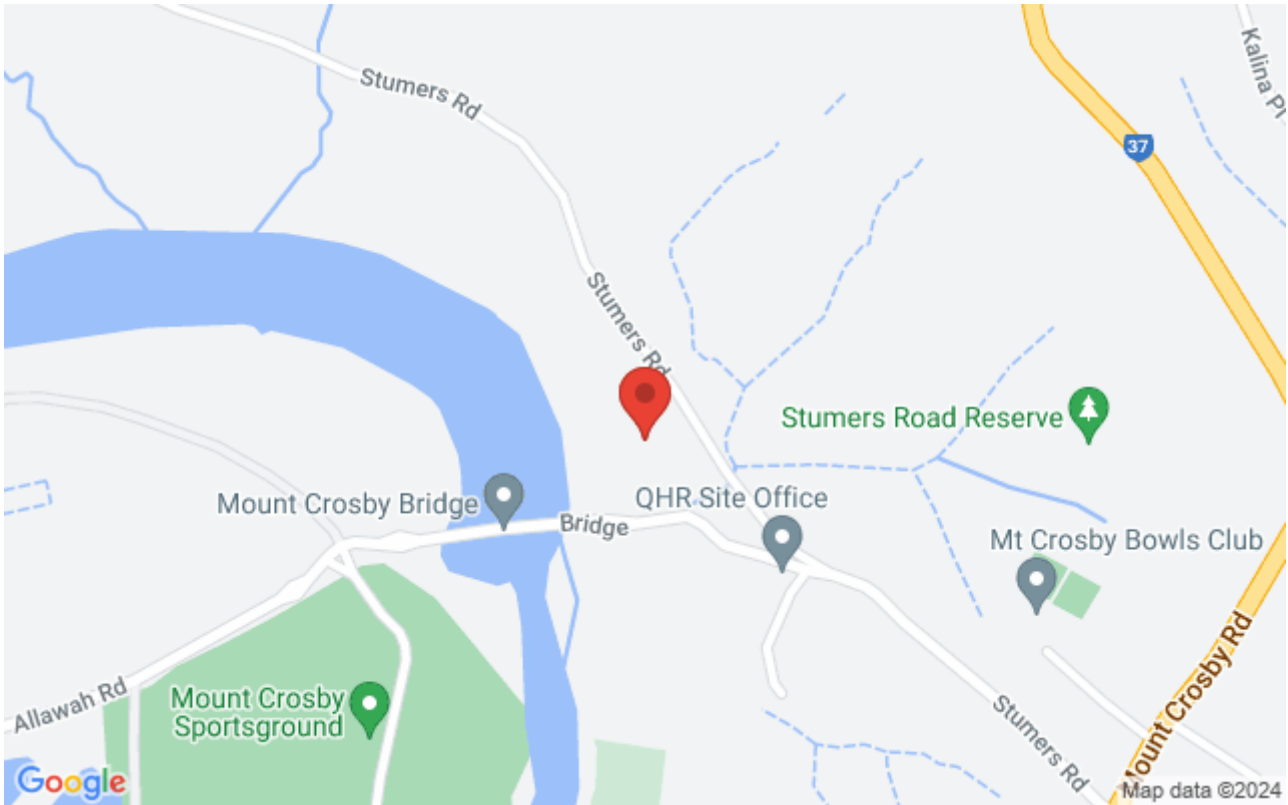 Stumers Rd
Kalina Pl
37
Stumers Rd
Stumers Road Reserve
Mount Crosby Bridge
QHR Site Office
Bridge
Mt Crosby Bowls Club
Allawah Rd
Mount Crosby
Sportsground
Stumers Rd
Mount Crosby Rd
Google
Map data ©2024